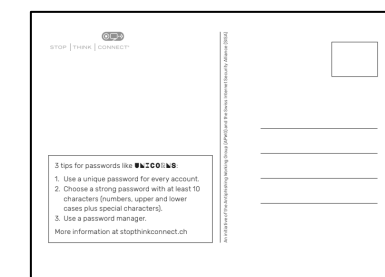 STOP | THINK | CONNECT®
3 tips for passwords like UNICORNS:
1. Use a unique password for every account.
2. Choose a strong password with at least 10
characters (numbers, upper and lower
cases plus special characters).
3. Use a password manager.
More information at stopthinkconnect.ch
An initiative of the Antiphishing Working Group (APWG) and the Swiss Internet Security Alliance (SISA)